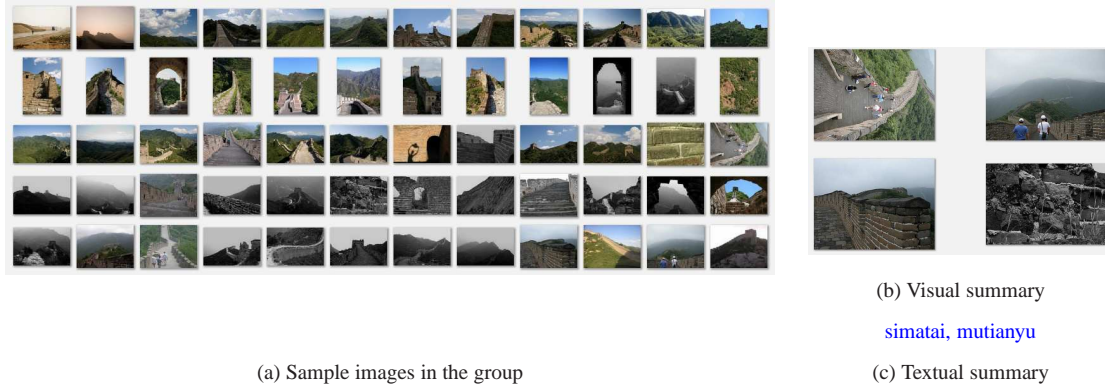 (b) Visual summary
simatai, mutianyu
(a) Sample images in the group
(c) Textual summary